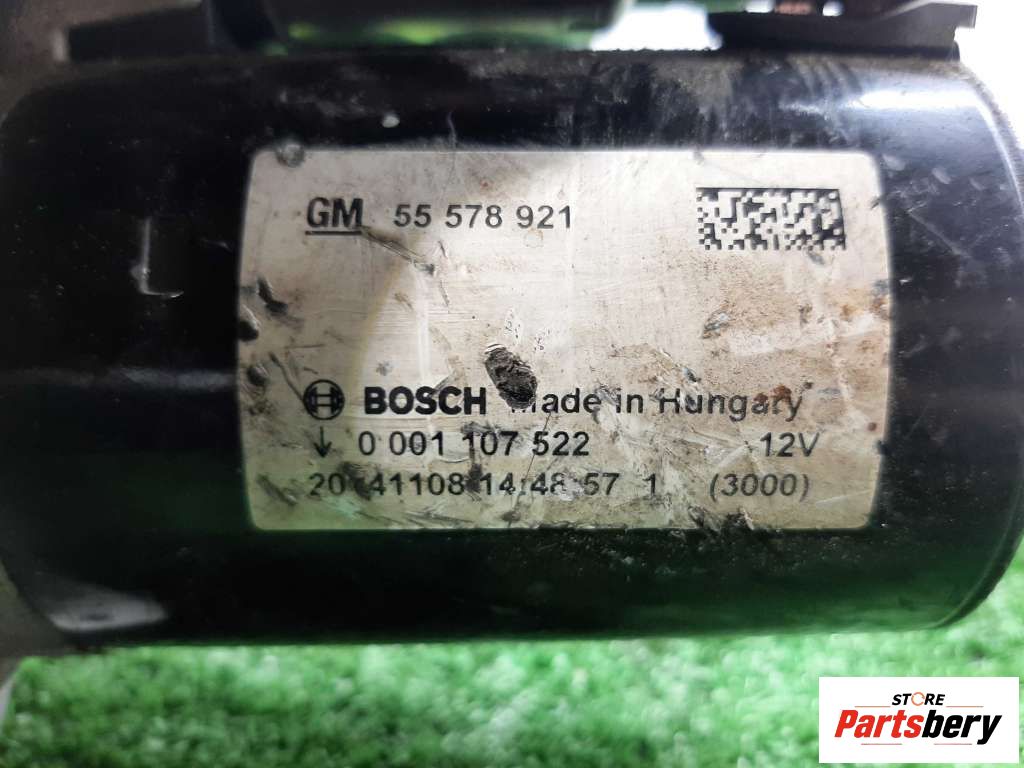 GM 55 578 921
BOSCH Made in Hungary
0 001 107 522 12V
14:48:57 1 (3000)
STORE
Partsbery